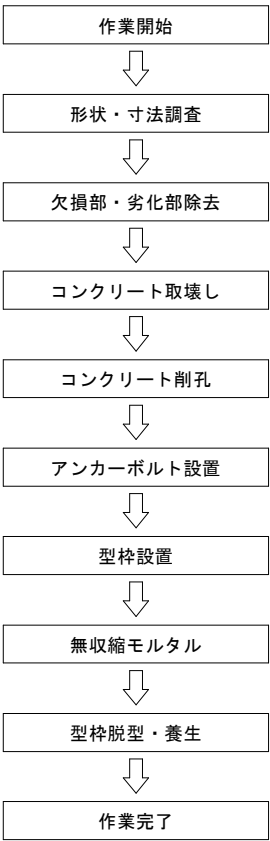 作業開始
形状・寸法調査
欠損部・劣化部除去
コンクリート取壊し
コンクリート削孔
アンカーボルト設置
型枠設置
無収縮モルタル
型枠脱型・養生
作業完了